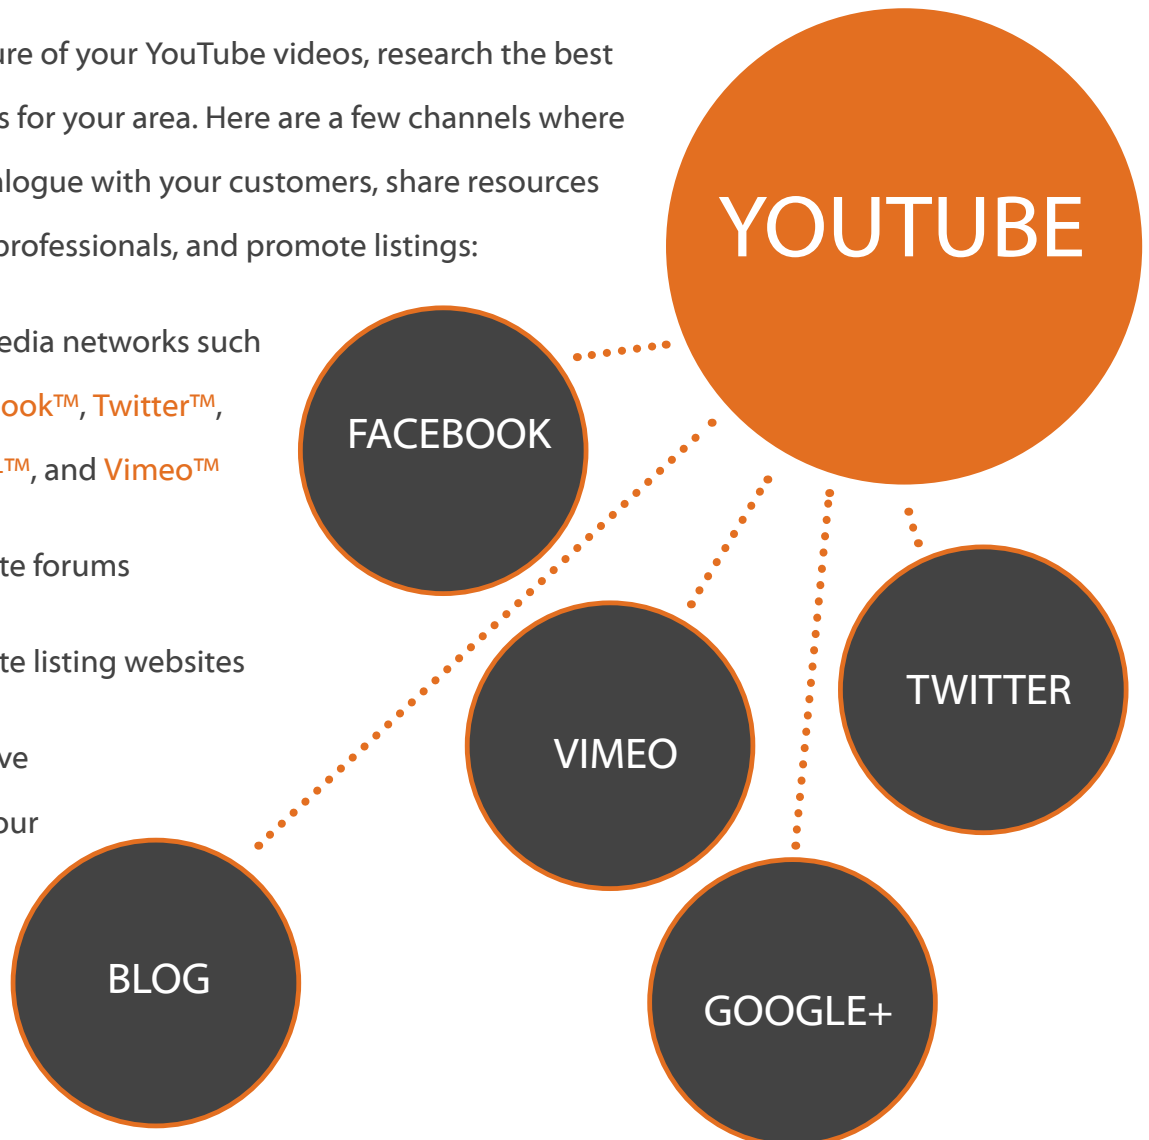 ure of your YouTube videos, research the best
s for your area. Here are a few channels where
alogue with your customers, share resources
professionals, and promote listings:
edia networks such
ook™, Twitter™,
+™, and Vimeo™
te forums
te listing websites
ve
our
YOUTUBE
FACEBOOK
TWITTER
VIMEO
BLOG
GOOGLE+